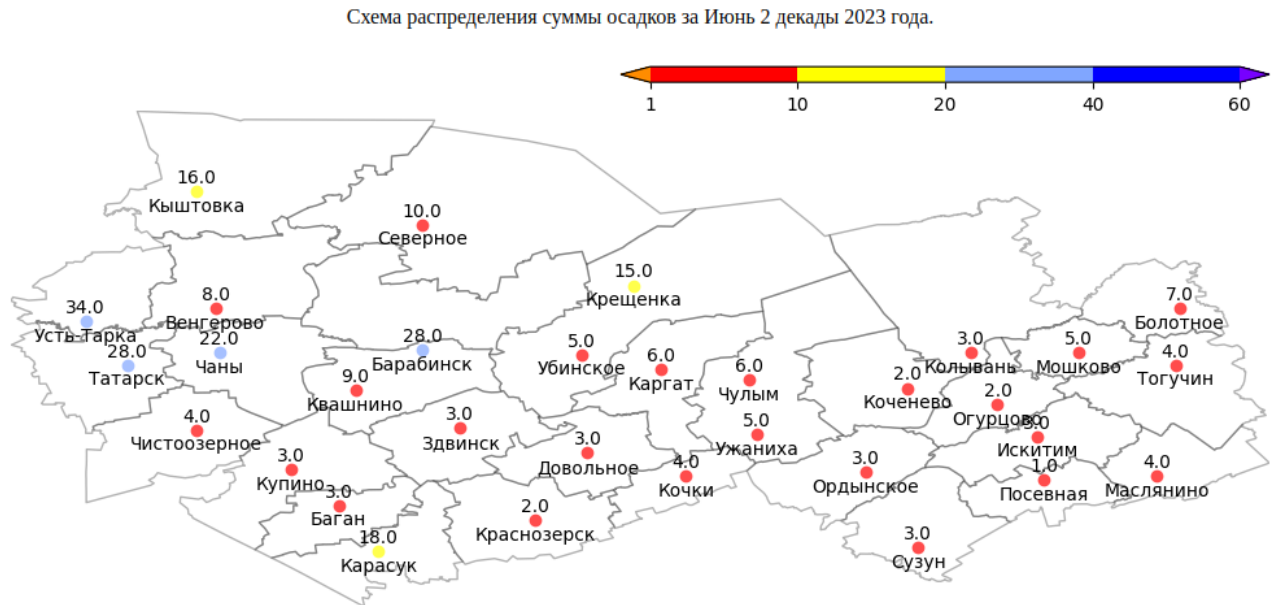 Схема распределения суммы осадков за Июнь 2 декады 2023 года.
1 10 20 40 60
16.0
Кыштовка
10.0
Северное
15.0
Крещенка
34.0
Усть-Тарка
8.0
Венгерово
7.0
Болотное
28.0
Татарск
22.0
Чаны
28.0
Барабинск
5.0
Убинское
6.0
Каргат
6.0
Чулым
3.0
Колывань
5.0
Мошково
4.0
Тогучин
9.0
Квашнино
2.0
Коченево
2.0
Огурцово
4.0
Чистоозерное
3.0
Здвинск
5.0
Ужаниха
3.0
Искитим
3.0
Купино
3.0
Довольное
4.0
Кочки
3.0
Ордынское
1.0
Посевная
4.0
Маслянино
3.0
Баган
2.0
Краснозерск
18.0
Карасук
3.0
Сузун